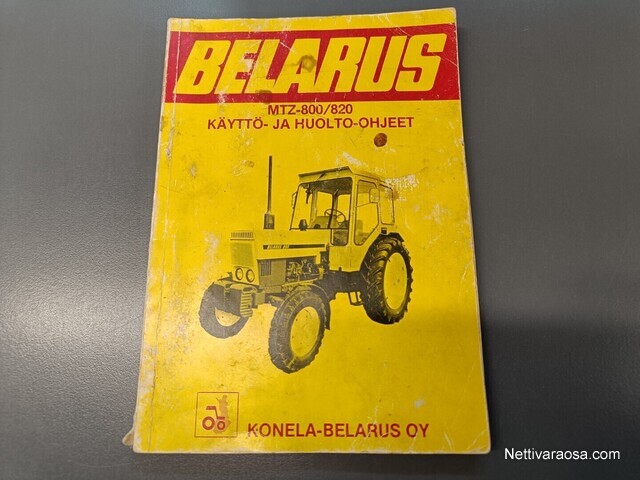 BELARUS
MTZ-800/820
KÄYTTÖ- JA HUOLTO-OHJEET
KONELA-BELARUS OY
Nettivaraosa.com